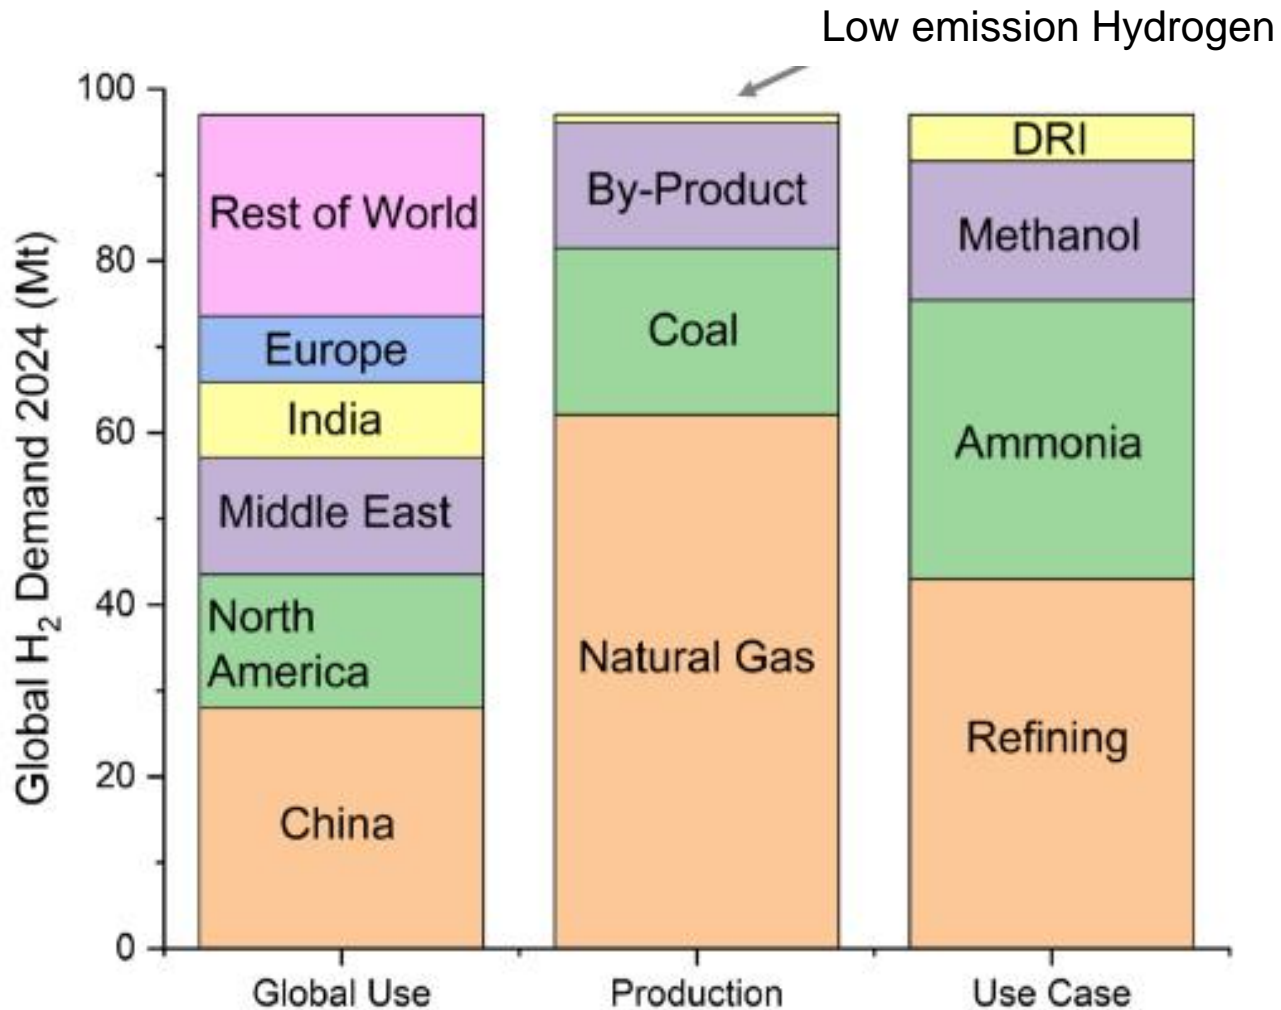 Low emission Hydrogen
Global H₂ Demand 2024 (Mt)
100
80
60
40
20
0
Rest of World
Europe
India
Middle East
North
America
China
By-Product
Coal
Natural Gas
DRI
Methanol
Ammonia
Refining
Global Use
Production
Use Case